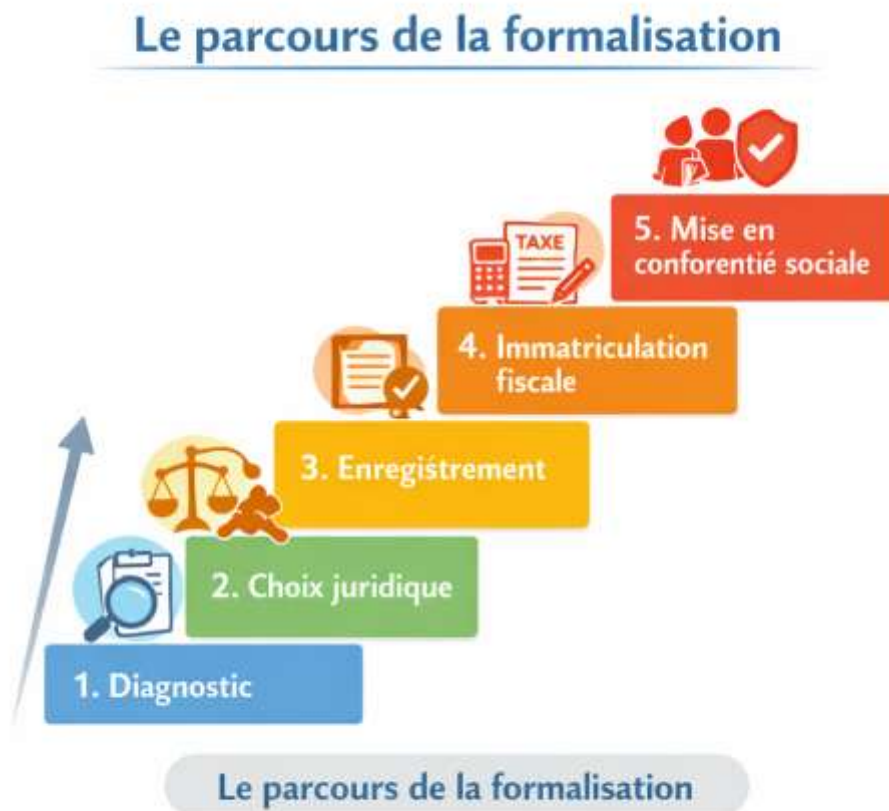 Le parcours de la formalisation
TAXE
5. Mise en
conforentié sociale
4. Immatriculation
fiscale
3. Enregiśtrement
2. Choix juridique
1. Diagnostic
Le parcours de la formalisation